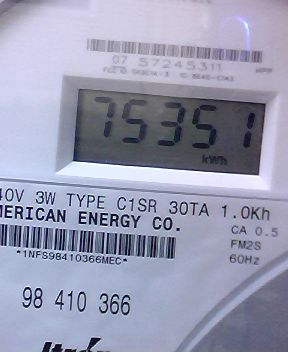 07 57245311
75351
kWh
40V 3W TYPE C1SR 30TA 1.0Kh
MERICAN ENERGY CO.
CA 0.5
FM2S
*1NFS98410366MEC*
60Hz
98 410 366
Itron